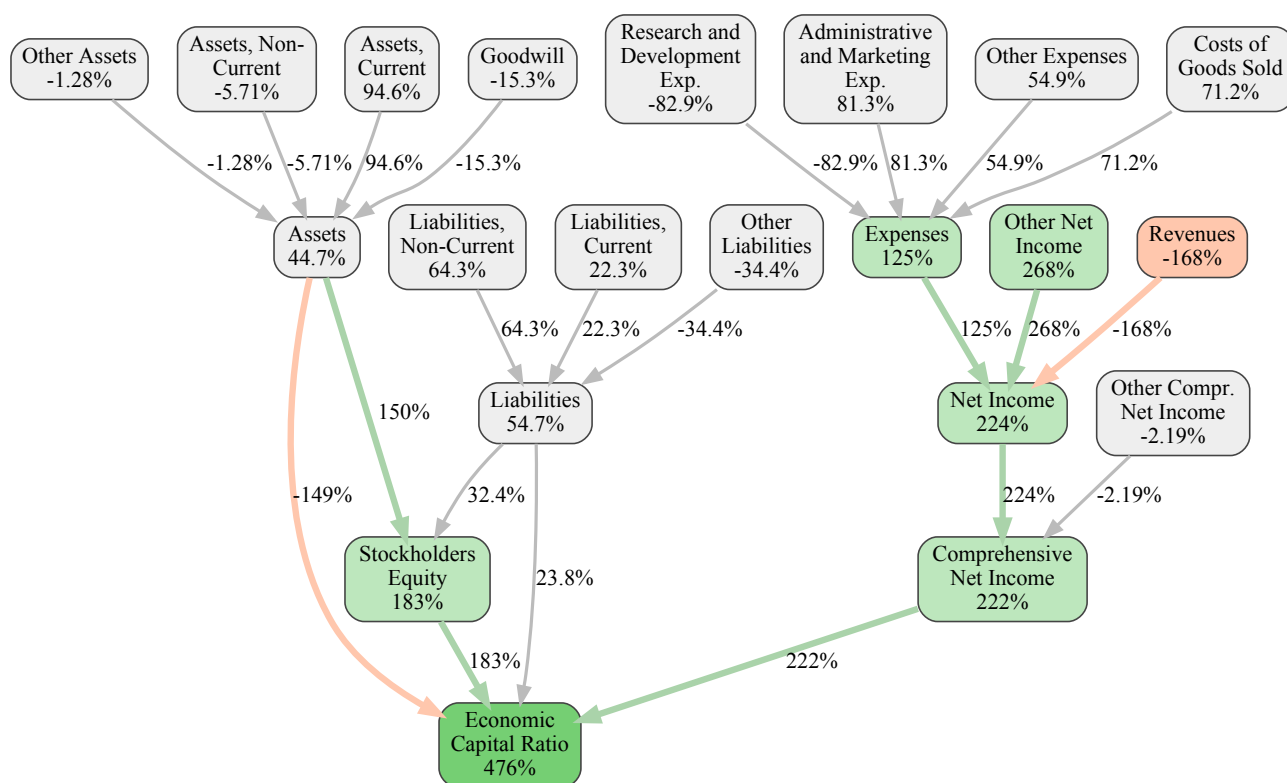 Other Assets
-1.28%
Assets, Non-
Current
-5.71%
Assets,
Current
94.6%
Goodwill
-15.3%
Research and
Development
Exp.
-82.9%
Administrative
and Marketing
Exp.
81.3%
Other Expenses
54.9%
Costs of
Goods Sold
71.2%
-1.28%
-5.71%
94.6%
-15.3%
-82.9%
81.3%
54.9%
71.2%
Assets
44.7%
Liabilities,
Non-Current
64.3%
Liabilities,
Current
22.3%
Other
Liabilities
-34.4%
Expenses
125%
Other Net
Income
268%
Revenues
-168%
64.3%
22.3%
-34.4%
125%
268%
-168%
150%
Liabilities
54.7%
Net Income
224%
Other Compr.
Net Income
-2.19%
-149%
32.4%
224%
-2.19%
Stockholders
Equity
183%
23.8%
Comprehensive
Net Income
222%
183%
222%
Economic
Capital Ratio
476%